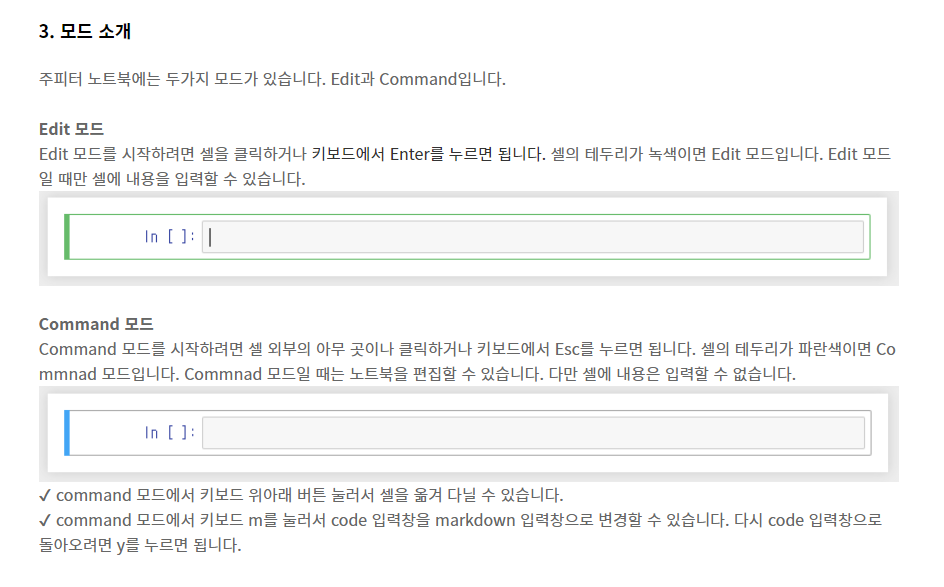 3. 모드 소개
주피터 노트북에는 두가지 모드가 있습니다. Edit과 Command입니다.
Edit 모드
Edit 모드를 시작하려면 셀을 클릭하거나 키보드에서 Enter를 누르면 됩니다. 셀의 테두리가 녹색이면 Edit 모드입니다. Edit 모드
일 때만 셀에 내용을 입력할 수 있습니다.
In [ ]:
Command 모드
Command 모드를 시작하려면 셀 외부의 아무 곳이나 클릭하거나 키보드에서 Esc를 누르면 됩니다. 셀의 테두리가 파란색이면 Co
mmnad 모드입니다. Commnad 모드일 때는 노트북을 편집할 수 있습니다. 다만 셀에 내용은 입력할 수 없습니다.
In [ ]:
✓ command 모드에서 키보드 위아래 버튼 눌러서 셀을 옮겨 다닐 수 있습니다.
✓ command 모드에서 키보드 m를 눌러서 code 입력창을 markdown 입력창으로 변경할 수 있습니다. 다시 code 입력창으로
돌아오려면 y를 누르면 됩니다.